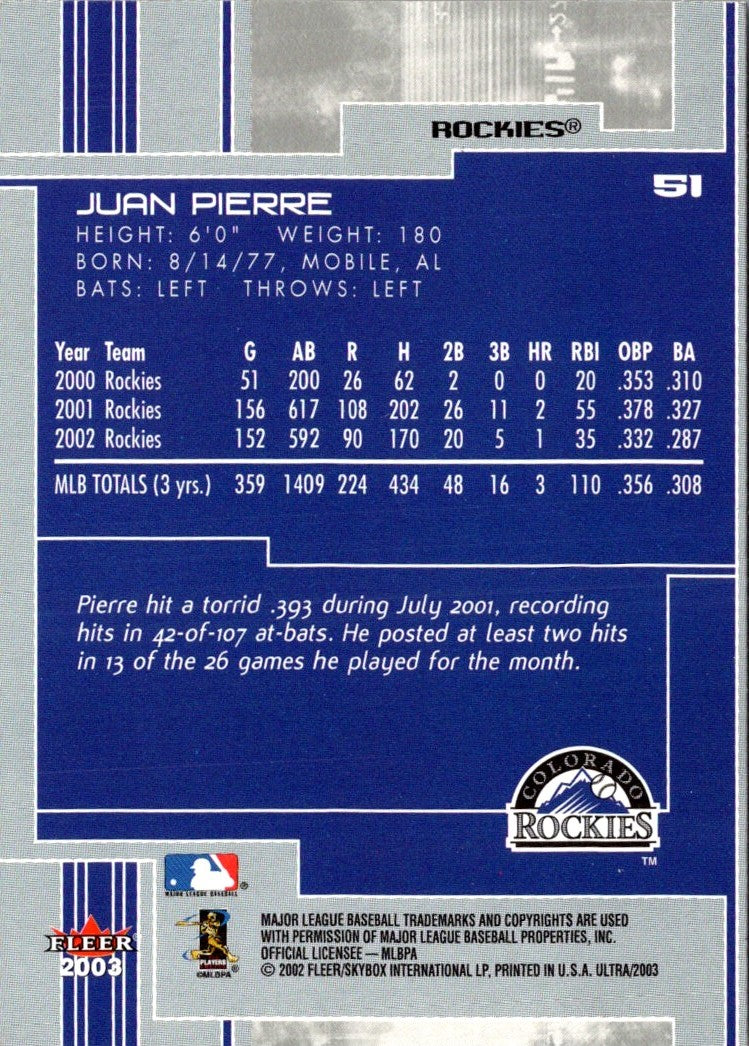 ROCKIES®
51
JUAN PIERRE
HEIGHT: 6'0" WEIGHT: 180
BORN: 8/14/77, MOBILE, AL
BATS: LEFT THROWS: LEFT
Year Team G AB R H 2B 3B HR RBI OBP BA
2000 Rockies 51 200 26 62 2 0 0 20 .353 .310
2001 Rockies 156 617 108 202 26 11 2 55 .378 .327
2002 Rockies 152 592 90 170 20 5 1 35 .332 .287
MLB TOTALS (3 yrs.) 359 1409 224 434 48 16 3 110 .356 .308
Pierre hit a torrid .393 during July 2001, recording
hits in 42-of-107 at-bats. He posted at least two hits
in 13 of the 26 games he played for the month.
COLORADO
ROCKIES
™
MAJOR LEAGUE BASEBALL ®
FLEER
2003
PLAYERS
©MLBPA ®
MAJOR LEAGUE BASEBALL TRADEMARKS AND COPYRIGHTS ARE USED
WITH PERMISSION OF MAJOR LEAGUE BASEBALL PROPERTIES, INC.
OFFICIAL LICENSEE — MLBPA
© 2002 FLEER/SKYBOX INTERNATIONAL LP, PRINTED IN U.S.A. ULTRA/2003